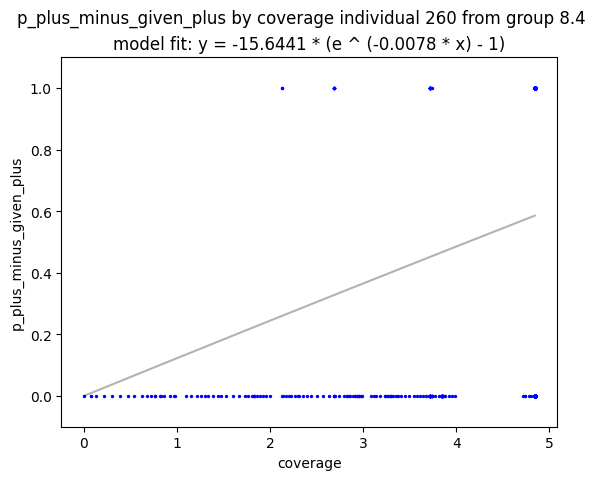 p_plus_minus_given_plus by coverage individual 260 from group 8.4
model fit: y = -15.6441 * (e ^ (-0.0078 * x) - 1)
p_plus_minus_given_plus
1.0
0.8
0.6
0.4
0.2
0.0
0 1 2 3 4 5
coverage